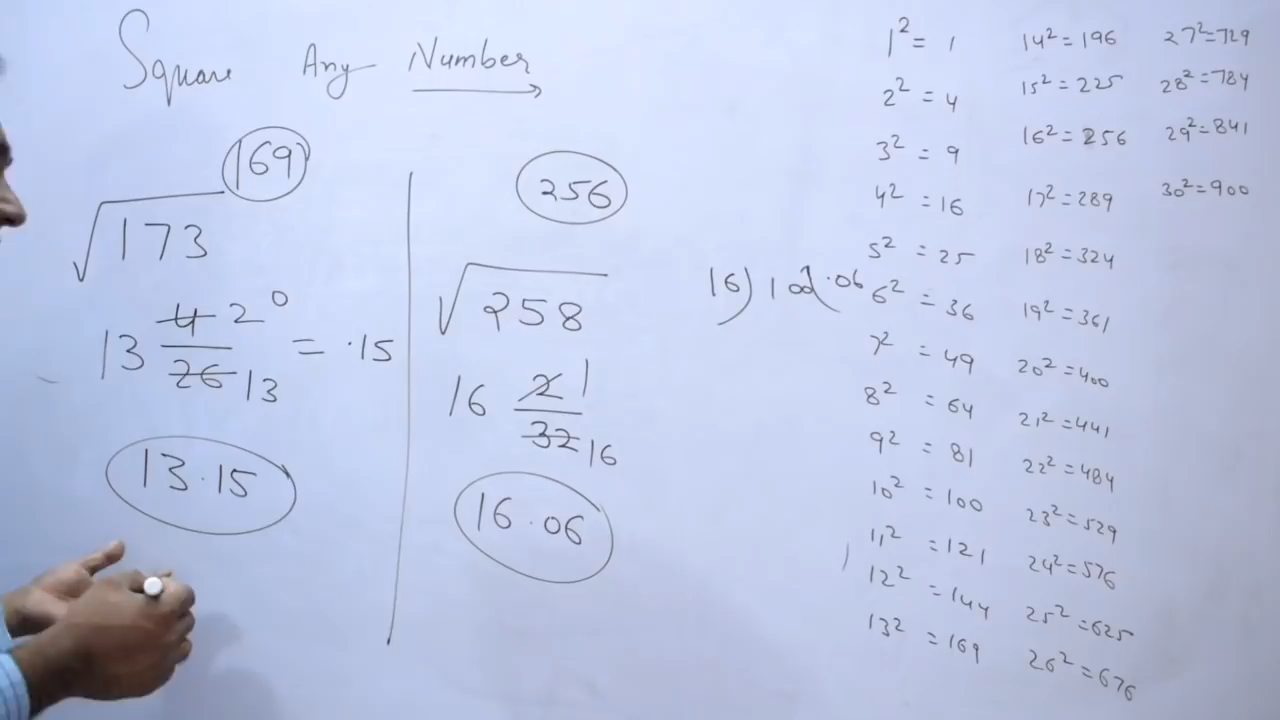 Square Any Number
169
√173
13 4/26 2/13 0 = .15
13.15
256
√258
16 2/32 1/16
16.06
16)100 .06
1² = 1
2² = 4
3² = 9
4² = 16
5² = 25
6² = 36
7² = 49
8² = 64
9² = 81
10² = 100
11² = 121
12² = 144
13² = 169
14² = 196
15² = 225
16² = 256
17² = 289
18² = 324
19² = 361
20² = 400
21² = 441
22² = 484
23² = 529
24² = 576
25² = 625
26² = 676
27² = 729
28² = 784
29² = 841
30² = 900